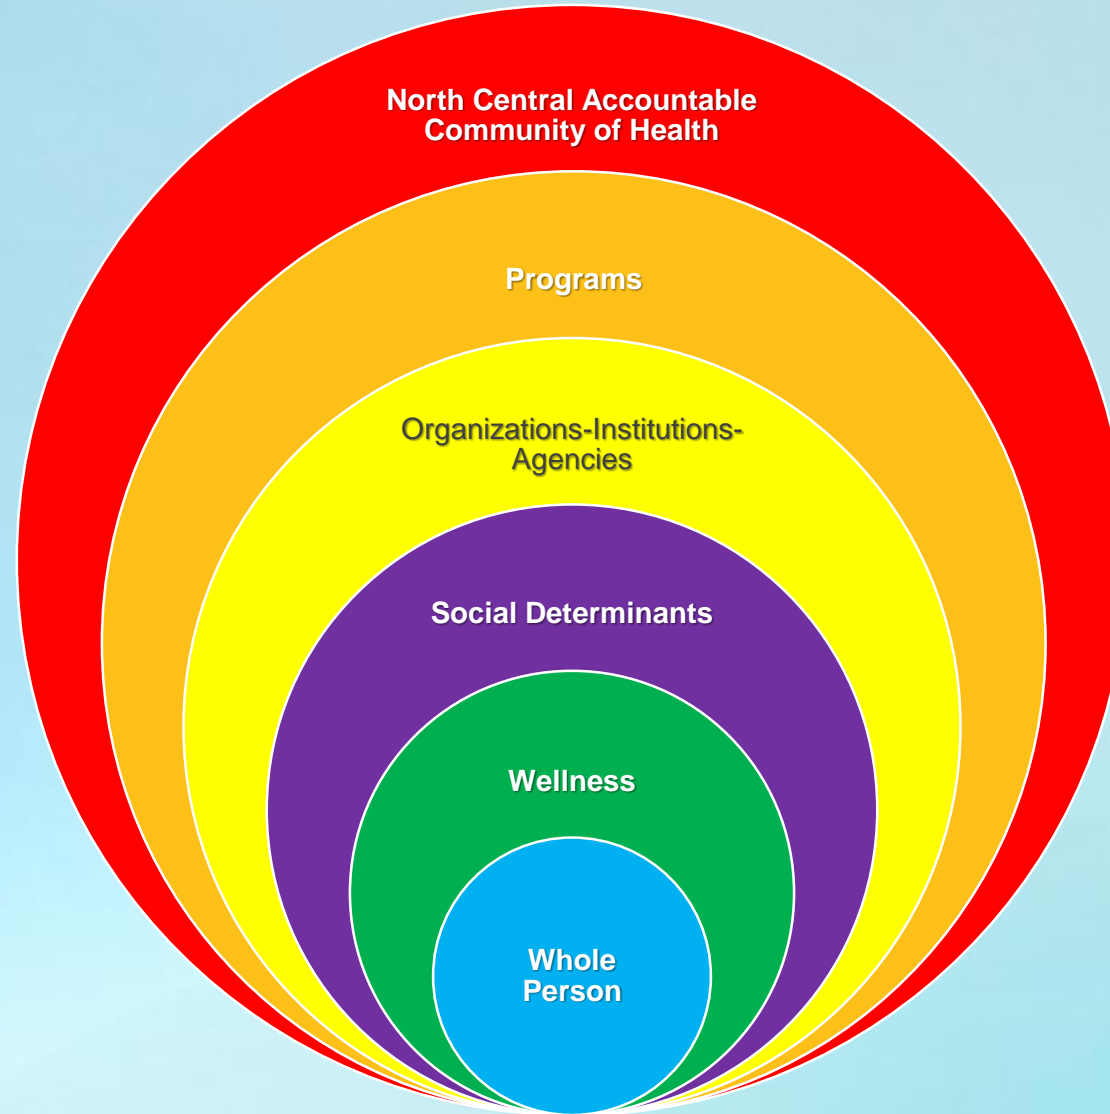 North Central Accountable
Community of Health
Programs
Organizations-Institutions-
Agencies
Social Determinants
Wellness
Whole
Person